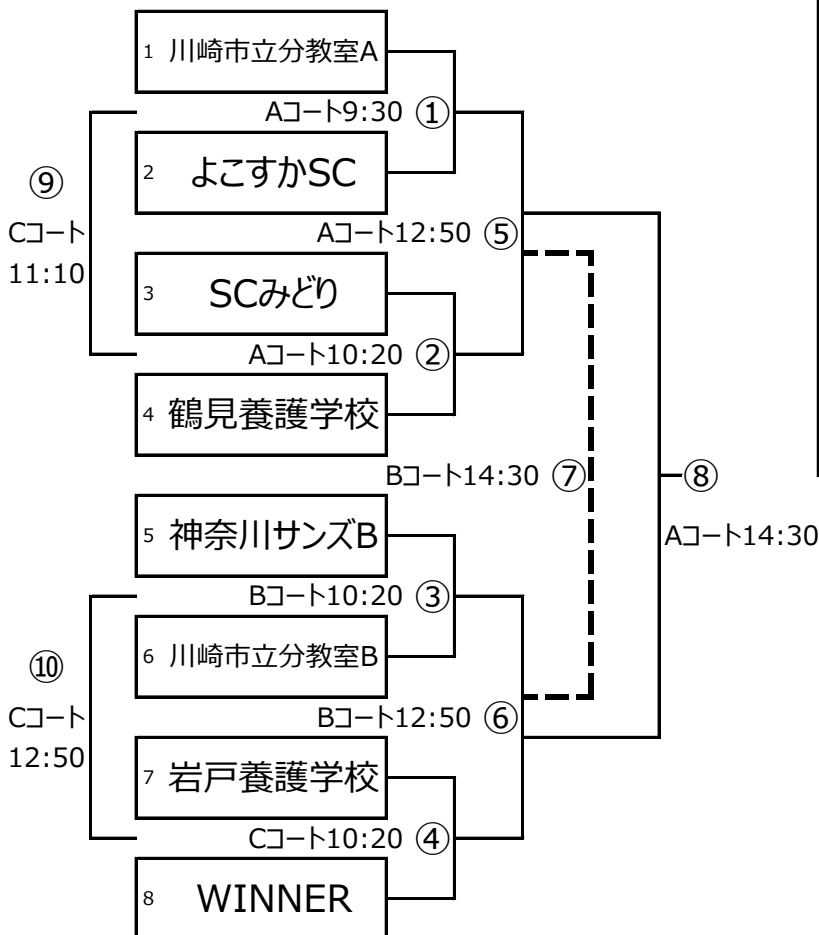 1 川崎市立分教室A
Aコート9:30 ①
2 よこすかSC
⑨
Cコート
11:10
Aコート12:50 ⑤
3 SCみどり
Aコート10:20 ②
4 鶴見養護学校
Bコート14:30 ⑦
⑧
Aコート14:30
5 神奈川サンズB
Bコート10:20 ③
6 川崎市立分教室B
⑩
Cコート
12:50
Bコート12:50 ⑥
7 岩戸養護学校
Cコート10:20 ④
8 WINNER